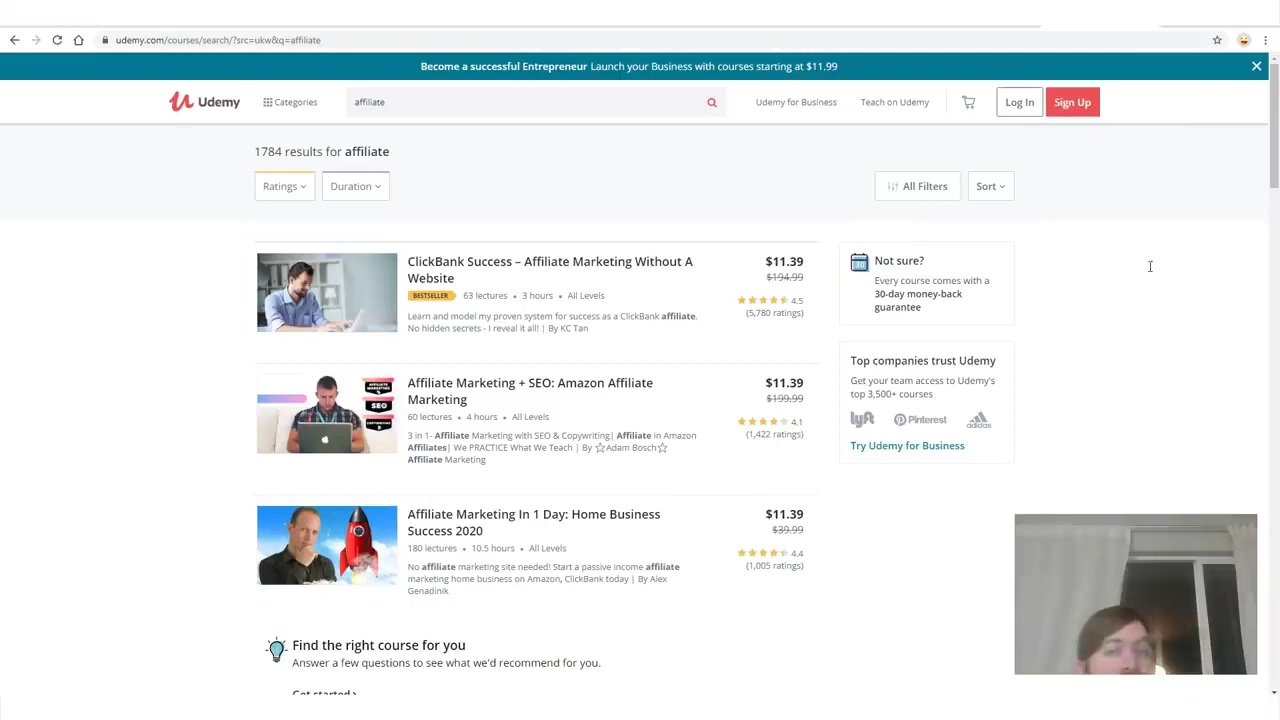 udemy.com/courses/search/?src=ukw&q=affiliate
Become a successful Entrepreneur Launch your Business with courses starting at $11.99
Udemy
Categories
affiliate
Udemy for Business
Teach on Udemy
Log In
Sign Up
1784 results for affiliate
Ratings
Duration
All Filters
Sort
ClickBank Success – Affiliate Marketing Without A
Website
BESTSELLER 63 lectures • 3 hours • All Levels
Learn and model my proven system for success as a ClickBank affiliate.
No hidden secrets - I reveal it all! | By KC Tan
$11.39
$194.99
4.5
(5,780 ratings)
Affiliate Marketing + SEO: Amazon Affiliate
Marketing
60 lectures • 4 hours • All Levels
3 in 1- Affiliate Marketing with SEO & Copywriting| Affiliate in Amazon
Affiliates| We PRACTICE What We Teach | By ☆Adam Bosch☆
Affiliate Marketing
$11.39
$199.99
4.1
(1,422 ratings)
AFFILIATE
MARKETING
SEO
COPYWRITING
Affiliate Marketing In 1 Day: Home Business
Success 2020
180 lectures • 10.5 hours • All Levels
No affiliate marketing site needed! Start a passive income affiliate
marketing home business on Amazon, ClickBank today | By Alex
Genadinik
$11.39
$39.99
4.4
(1,005 ratings)
Find the right course for you
Answer a few questions to see what we'd recommend for you.
Get started
30
Not sure?
Every course comes with a
30-day money-back
guarantee
Top companies trust Udemy
Get your team access to Udemy's
top 3,500+ courses
lyft
Pinterest
adidas
Try Udemy for Business